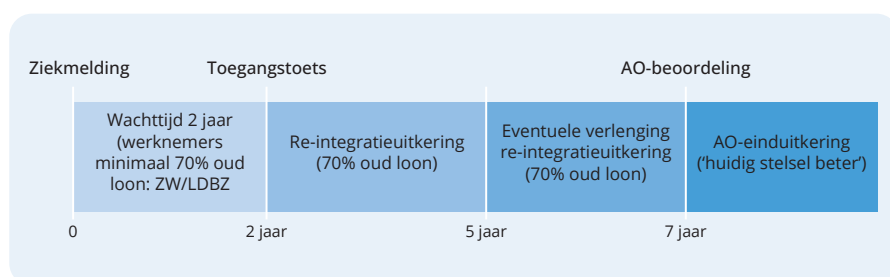 Ziekmelding
Toegangstoets
AO-beoordeling
Wachttijd 2 jaar
(werknemers
minimaal 70% oud
loon: ZW/LDBZ
Re-integratieuitkering
(70% oud loon)
Eventuele verlenging
re-integratieuitkering
(70% oud loon)
AO-einduitkering
(‘huidig stelsel beter’)
0
2 jaar
5 jaar
7 jaar